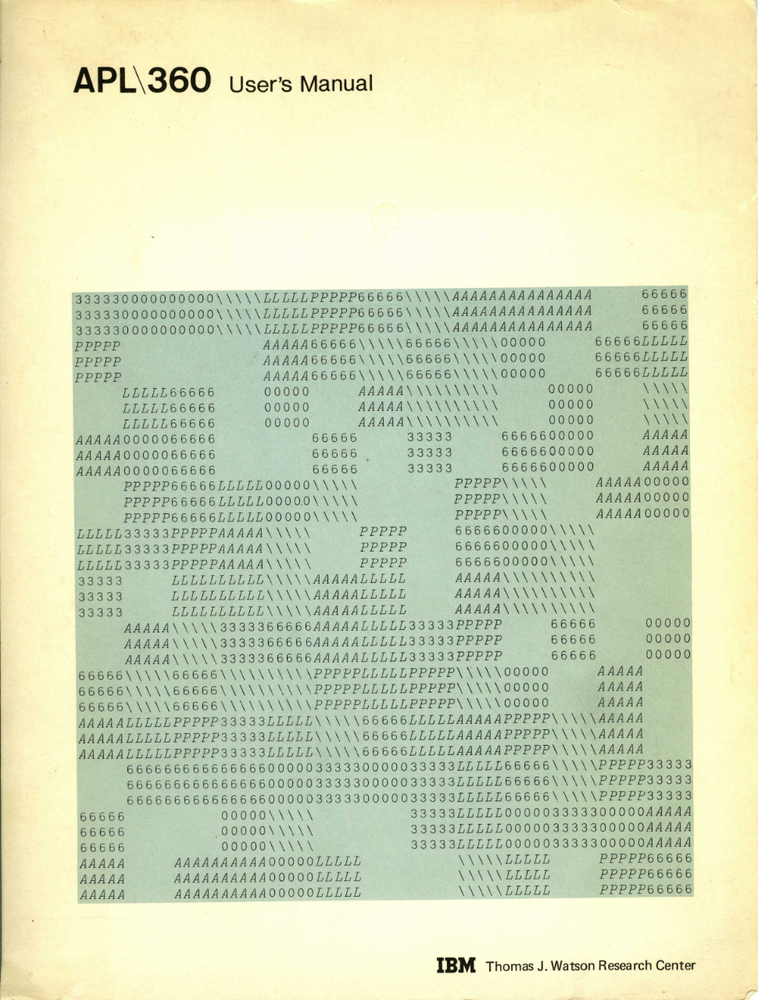 APL\360 User's Manual
333330000000000\\\\\LLLLLPPPPP66666\\\\\AAAAAAAAAAAAAAA     66666
333330000000000\\\\\LLLLLPPPPP66666\\\\\AAAAAAAAAAAAAAA     66666
333330000000000\\\\\LLLLLPPPPP66666\\\\\AAAAAAAAAAAAAAA     66666
PPPPP               AAAAA66666\\\\\66666\\\\\00000     66666LLLLL
PPPPP               AAAAA66666\\\\\66666\\\\\00000     66666LLLLL
PPPPP               AAAAA66666\\\\\66666\\\\\00000     66666LLLLL
     LLLLL66666     00000     AAAAA\\\\\\\\\\     00000     \\\\\
     LLLLL66666     00000     AAAAA\\\\\\\\\\     00000     \\\\\
     LLLLL66666     00000     AAAAA\\\\\\\\\\     00000     \\\\\
AAAAA0000066666          66666     33333     6666600000     AAAAA
AAAAA0000066666          66666     33333     6666600000     AAAAA
AAAAA0000066666          66666     33333     6666600000     AAAAA
     PPPPP66666LLLLL00000\\\\\          PPPPP\\\\\     AAAAA00000
     PPPPP66666LLLLL00000\\\\\          PPPPP\\\\\     AAAAA00000
     PPPPP66666LLLLL00000\\\\\          PPPPP\\\\\     AAAAA00000
LLLLL33333PPPPPAAAAA\\\\\     PPPPP     6666600000\\\\\
LLLLL33333PPPPPAAAAA\\\\\     PPPPP     6666600000\\\\\
LLLLL33333PPPPPAAAAA\\\\\     PPPPP     6666600000\\\\\
33333     LLLLLLLLLL\\\\\AAAAALLLLL     AAAAA\\\\\\\\\\
33333     LLLLLLLLLL\\\\\AAAAALLLLL     AAAAA\\\\\\\\\\
33333     LLLLLLLLLL\\\\\AAAAALLLLL     AAAAA\\\\\\\\\\
     AAAAA\\\\\3333366666AAAAALLLLL33333PPPPP     66666     00000
     AAAAA\\\\\3333366666AAAAALLLLL33333PPPPP     66666     00000
     AAAAA\\\\\3333366666AAAAALLLLL33333PPPPP     66666     00000
66666\\\\\66666\\\\\\\\\\PPPPPLLLLLPPPPP\\\\\00000     AAAAA
66666\\\\\66666\\\\\\\\\\PPPPPLLLLLPPPPP\\\\\00000     AAAAA
66666\\\\\66666\\\\\\\\\\PPPPPLLLLLPPPPP\\\\\00000     AAAAA
AAAAALLLLLPPPPP33333LLLLL\\\\\66666LLLLLAAAAAPPPPP\\\\\AAAAA
AAAAALLLLLPPPPP33333LLLLL\\\\\66666LLLLLAAAAAPPPPP\\\\\AAAAA
AAAAALLLLLPPPPP33333LLLLL\\\\\66666LLLLLAAAAAPPPPP\\\\\AAAAA
     66666666666666600000333330000033333LLLLL66666\\\\\PPPPP33333
     66666666666666600000333330000033333LLLLL66666\\\\\PPPPP33333
     66666666666666600000333330000033333LLLLL66666\\\\\PPPPP33333
66666          00000\\\\\          33333LLLLL000003333300000AAAAA
66666          00000\\\\\          33333LLLLL000003333300000AAAAA
66666          00000\\\\\          33333LLLLL000003333300000AAAAA
AAAAA     AAAAAAAAAA00000LLLLL          \\\\\LLLLL     PPPPP66666
AAAAA     AAAAAAAAAA00000LLLLL          \\\\\LLLLL     PPPPP66666
AAAAA     AAAAAAAAAA00000LLLLL          \\\\\LLLLL     PPPPP66666
IBM Thomas J. Watson Research Center